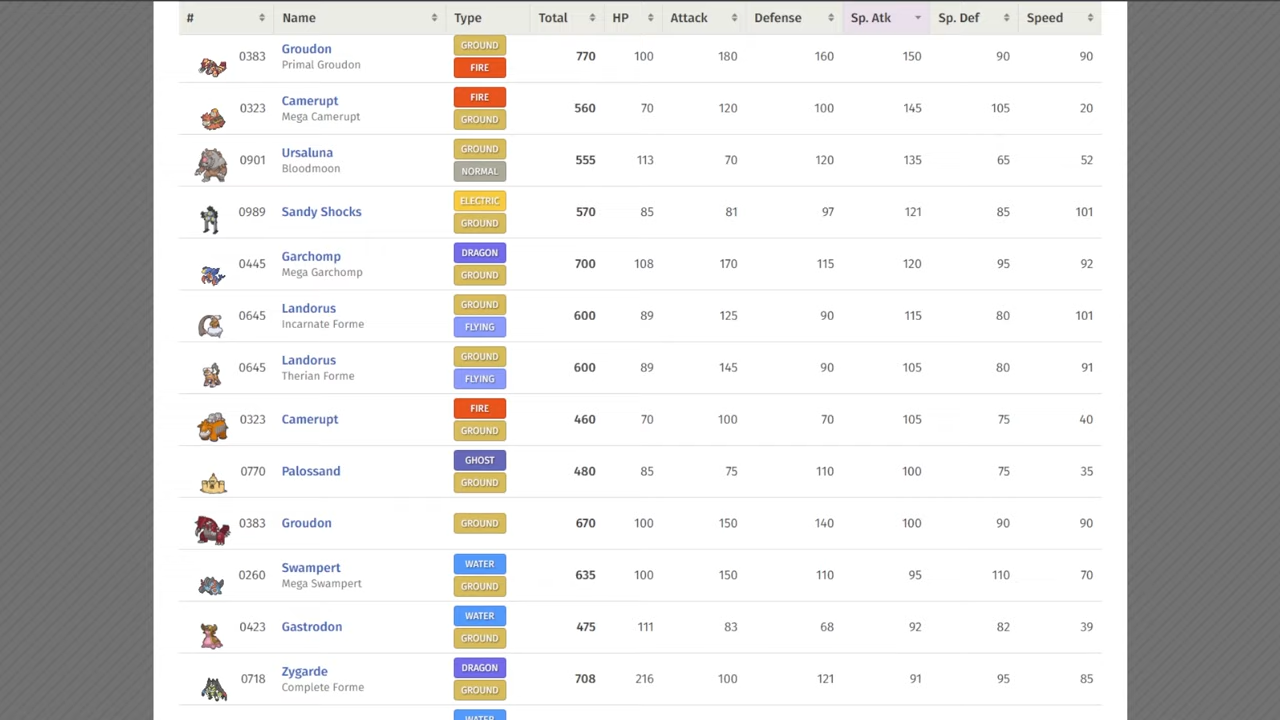 # Name Type Total HP Attack Defense Sp. Atk Sp. Def Speed
0383 Groudon Primal Groudon GROUND FIRE 770 100 180 160 150 90 90
0323 Camerupt Mega Camerupt FIRE GROUND 560 70 120 100 145 105 20
0901 Ursaluna Bloodmoon GROUND NORMAL 555 113 70 120 135 65 52
0989 Sandy Shocks ELECTRIC GROUND 570 85 81 97 121 85 101
0445 Garchomp Mega Garchomp DRAGON GROUND 700 108 170 115 120 95 92
0645 Landorus Incarnate Forme GROUND FLYING 600 89 125 90 115 80 101
0645 Landorus Therian Forme GROUND FLYING 600 89 145 90 105 80 91
0323 Camerupt FIRE GROUND 460 70 100 70 105 75 40
0770 Palossand GHOST GROUND 480 85 75 110 100 75 35
0383 Groudon GROUND 670 100 150 140 100 90 90
0260 Swampert Mega Swampert WATER GROUND 635 100 150 110 95 110 70
0423 Gastrodon WATER GROUND 475 111 83 68 92 82 39
0718 Zygarde Complete Forme DRAGON GROUND 708 216 100 121 91 95 85
WATER